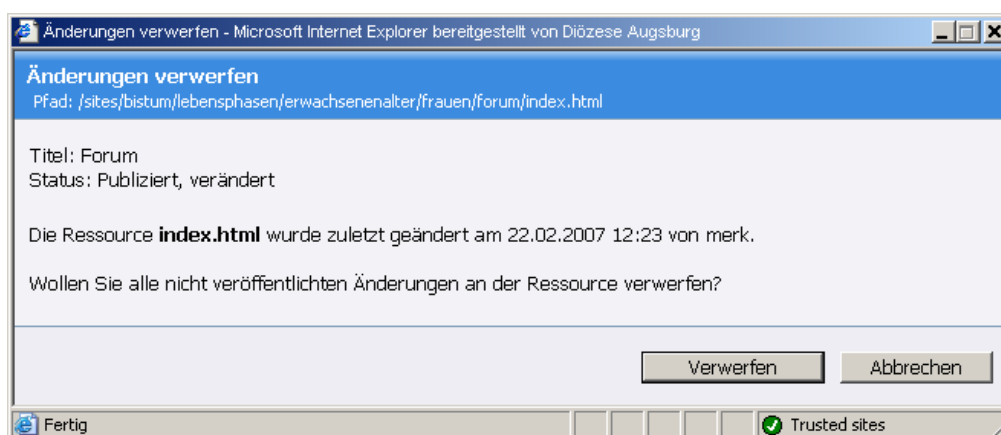 Änderungen verwerfen - Microsoft Internet Explorer bereitgestellt von Diözese Augsburg
Änderungen verwerfen
Pfad: /sites/bistum/lebensphasen/erwachsenenalter/frauen/forum/index.html
Titel: Forum
Status: Publiziert, verändert
Die Ressource index.html wurde zuletzt geändert am 22.02.2007 12:23 von merk.
Wollen Sie alle nicht veröffentlichten Änderungen an der Ressource verwerfen?
Verwerfen Abbrechen
Fertig Trusted sites